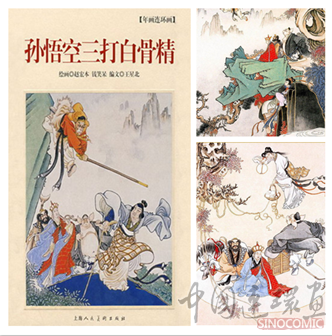 【年画连环画】
孙悟空三打白骨精
绘画○赵宏本 钱笑呆 编文○王星北
上海人民美术出版社
中国连环画
SINOCOMIC